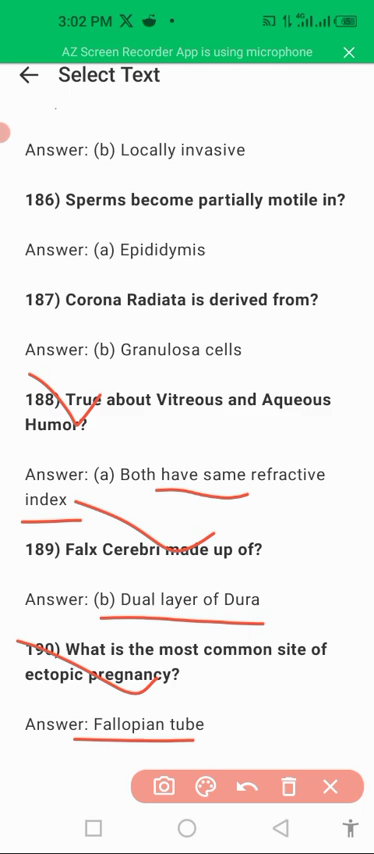 3:02 PM
4G
AZ Screen Recorder App is using microphone
Select Text
Answer: (b) Locally invasive
186) Sperms become partially motile in?
Answer: (a) Epididymis
187) Corona Radiata is derived from?
Answer: (b) Granulosa cells
188) True about Vitreous and Aqueous
Humor?
Answer: (a) Both have same refractive
index
189) Falx Cerebri made up of?
Answer: (b) Dual layer of Dura
190) What is the most common site of
ectopic pregnancy?
Answer: Fallopian tube